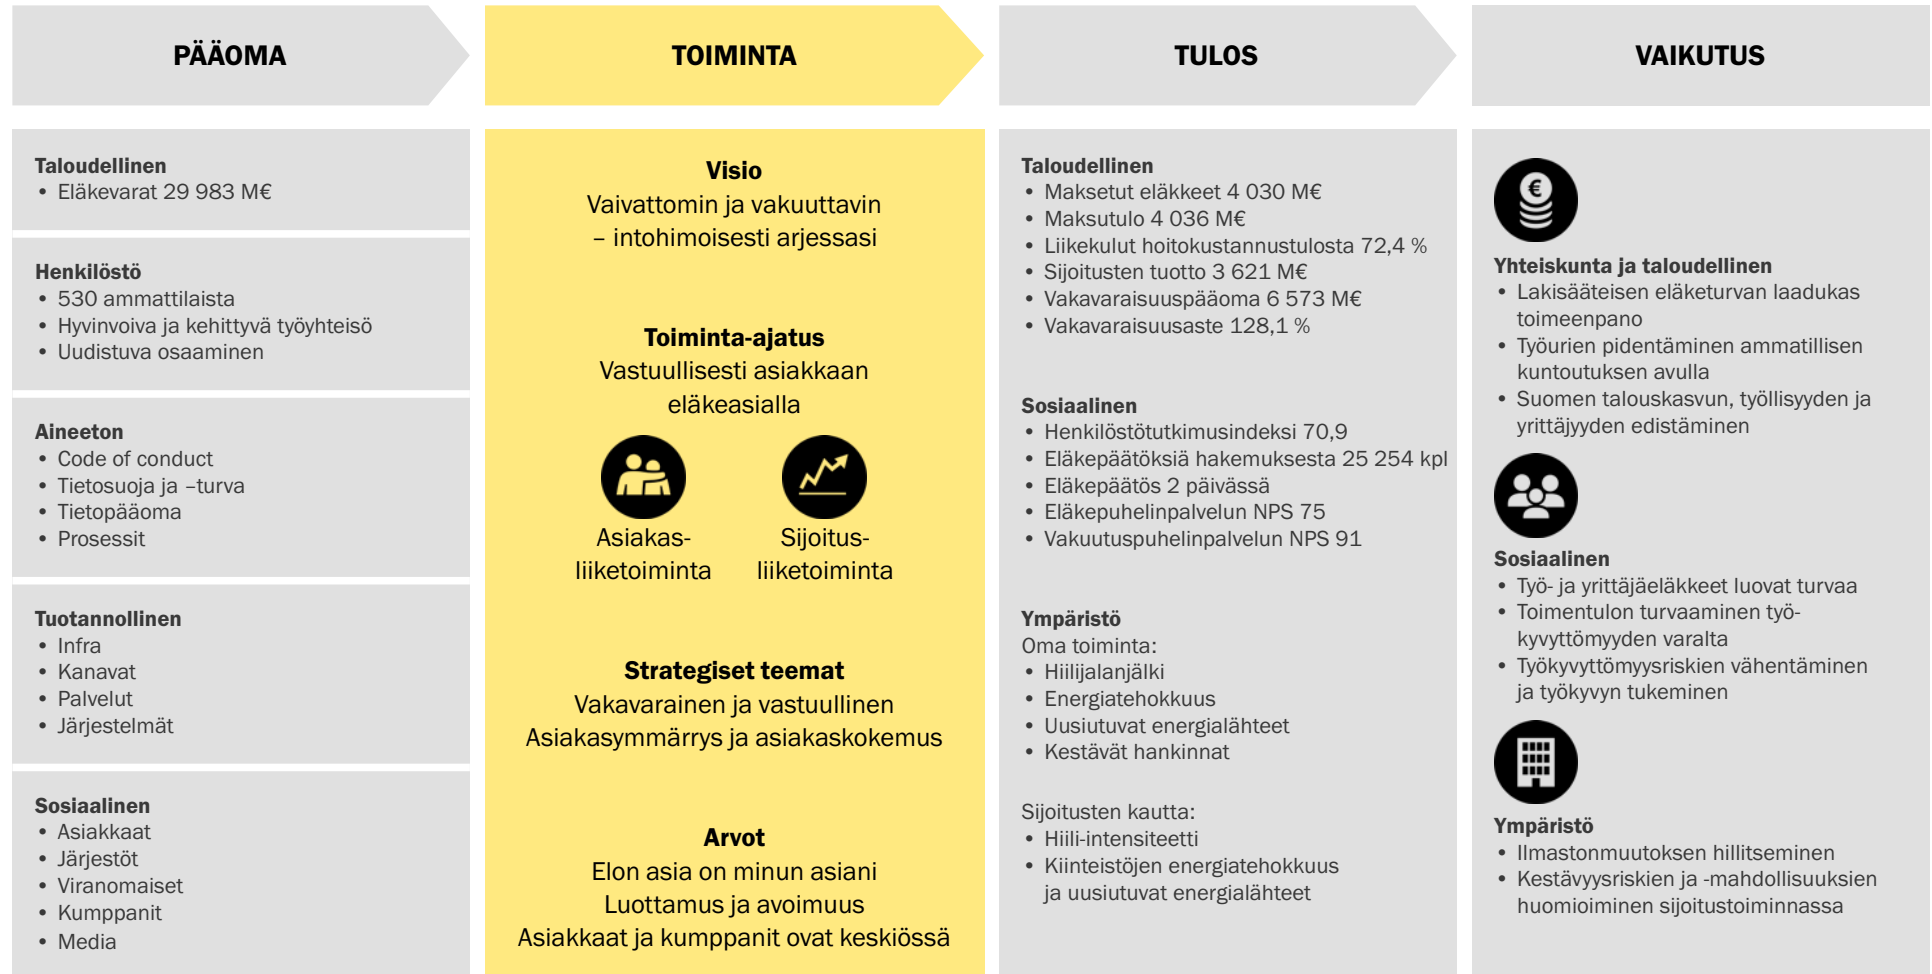 PÄÄOMA
Taloudellinen
• Eläkevarat 29 983 M€
Henkilöstö
• 530 ammattilaista
• Hyvinvoiva ja kehittyvä työyhteisö
• Uudistuva osaaminen
Aineeton
• Code of conduct
• Tietosuoja ja –turva
• Tietopääoma
• Prosessit
Tuotannollinen
• Infra
• Kanavat
• Palvelut
• Järjestelmät
Sosiaalinen
• Asiakkaat
• Järjestöt
• Viranomaiset
• Kumppanit
• Media
TOIMINTA
Visio
Vaivattomin ja vakuuttavin
– intohimoisesti arjessasi
Toiminta-ajatus
Vastuullisesti asiakkaan
eläkeasialla
Asiakas-
liiketoiminta
Sijoitus-
liiketoiminta
Strategiset teemat
Vakavarainen ja vastuullinen
Asiakasymmärrys ja asiakaskokemus
Arvot
Elon asia on minun asiani
Luottamus ja avoimuus
Asiakkaat ja kumppanit ovat keskiössä
TULOS
Taloudellinen
• Maksetut eläkkeet 4 030 M€
• Maksutulo 4 036 M€
• Liikekulut hoitokustannustulosta 72,4 %
• Sijoitusten tuotto 3 621 M€
• Vakavaraisuuspääoma 6 573 M€
• Vakavaraisuusaste 128,1 %
Sosiaalinen
• Henkilöstötutkimusindeksi 70,9
• Eläkepäätöksiä hakemuksesta 25 254 kpl
• Eläkepäätös 2 päivässä
• Eläkepuhelinpalvelun NPS 75
• Vakuutuspuhelinpalvelun NPS 91
Ympäristö
Oma toiminta:
• Hiilijalanjälki
• Energiatehokkuus
• Uusiutuvat energialähteet
• Kestävät hankinnat
Sijoitusten kautta:
• Hiili-intensiteetti
• Kiinteistöjen energiatehokkuus
ja uusiutuvat energialähteet
VAIKUTUS
€
Yhteiskunta ja taloudellinen
• Lakisääteisen eläketurvan laadukas
toimeenpano
• Työurien pidentäminen ammatillisen
kuntoutuksen avulla
• Suomen talouskasvun, työllisyyden ja
yrittäjyyden edistäminen
Sosiaalinen
• Työ- ja yrittäjäeläkkeet luovat turvaa
• Toimentulon turvaaminen työ-
kyvyttömyyden varalta
• Työkyvyttömyysriskien vähentäminen
ja työkyvyn tukeminen
Ympäristö
• Ilmastonmuutoksen hillitseminen
• Kestävyysriskien ja -mahdollisuuksien
huomioiminen sijoitustoiminnassa